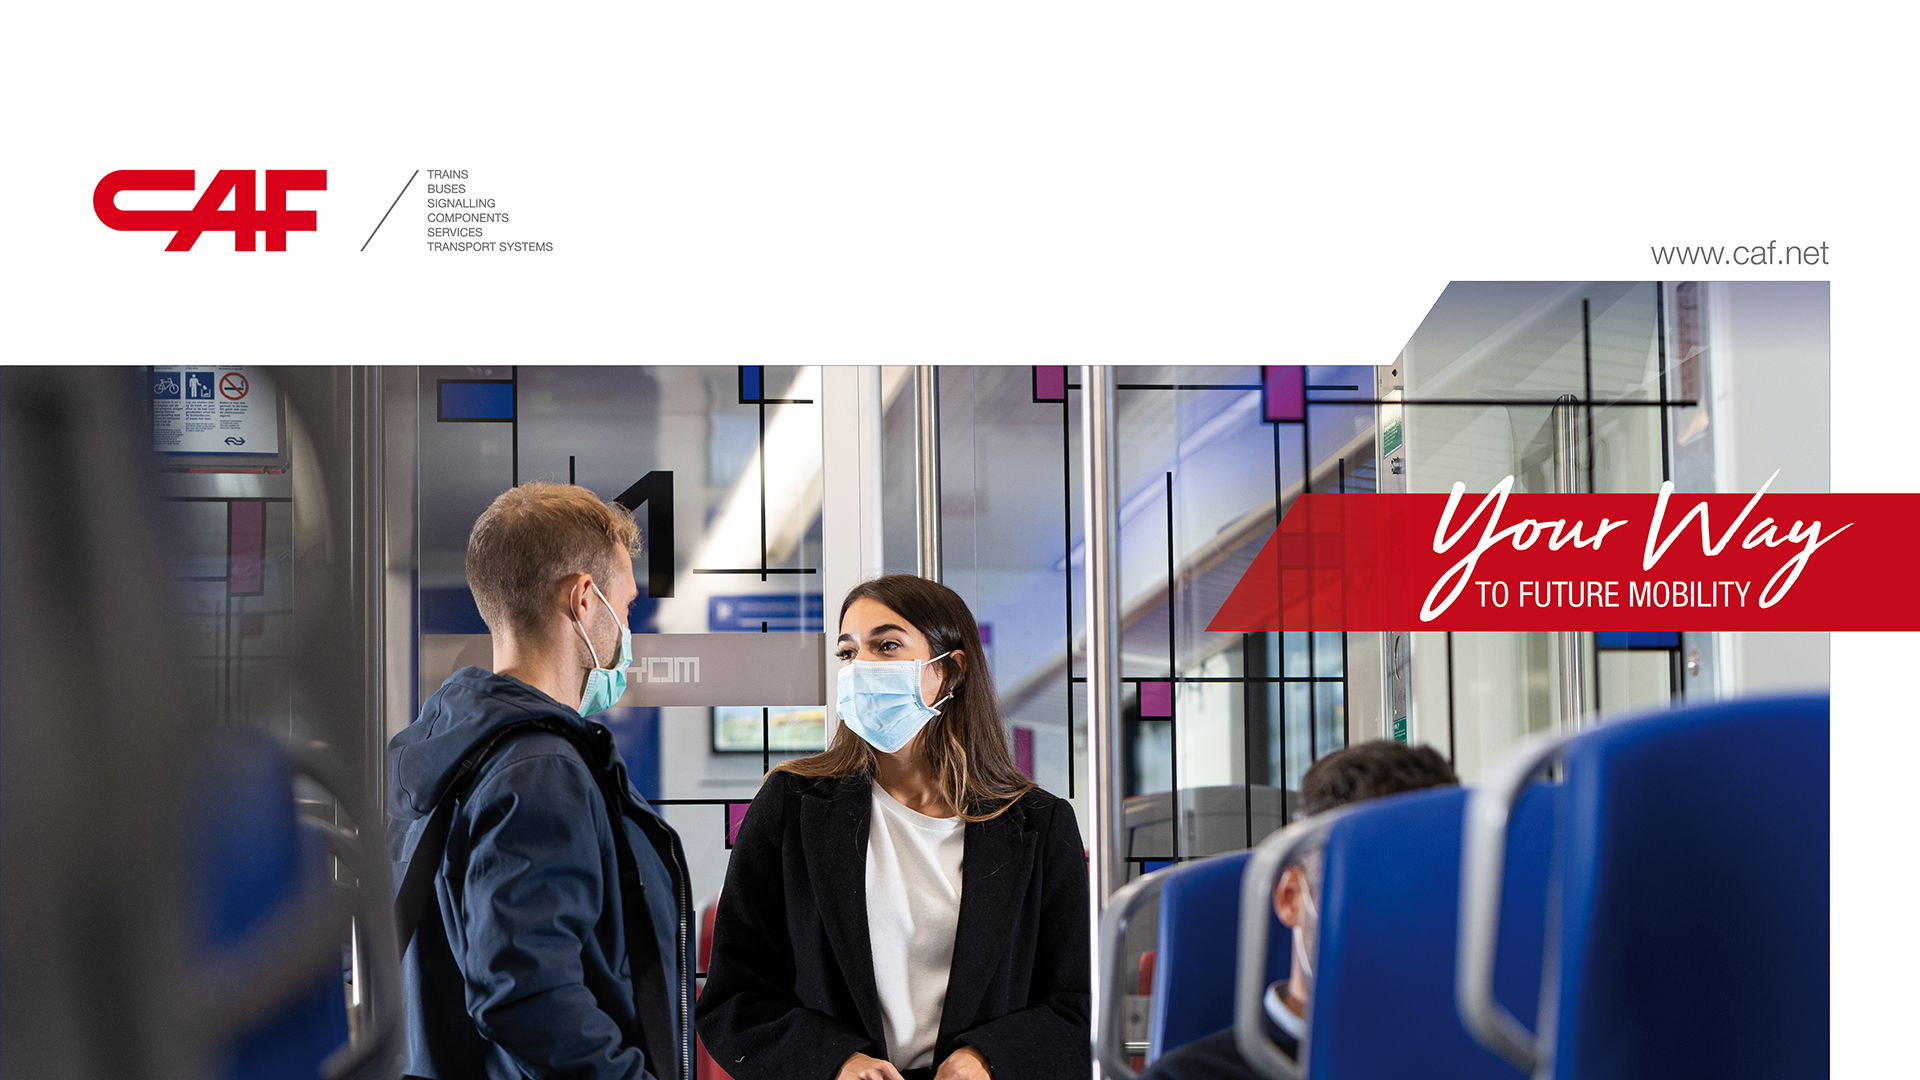 CAF
TRAINS
BUSES
SIGNALLING
COMPONENTS
SERVICES
TRANSPORT SYSTEMS
www.caf.net
1
Your Way
TO FUTURE MOBILITY